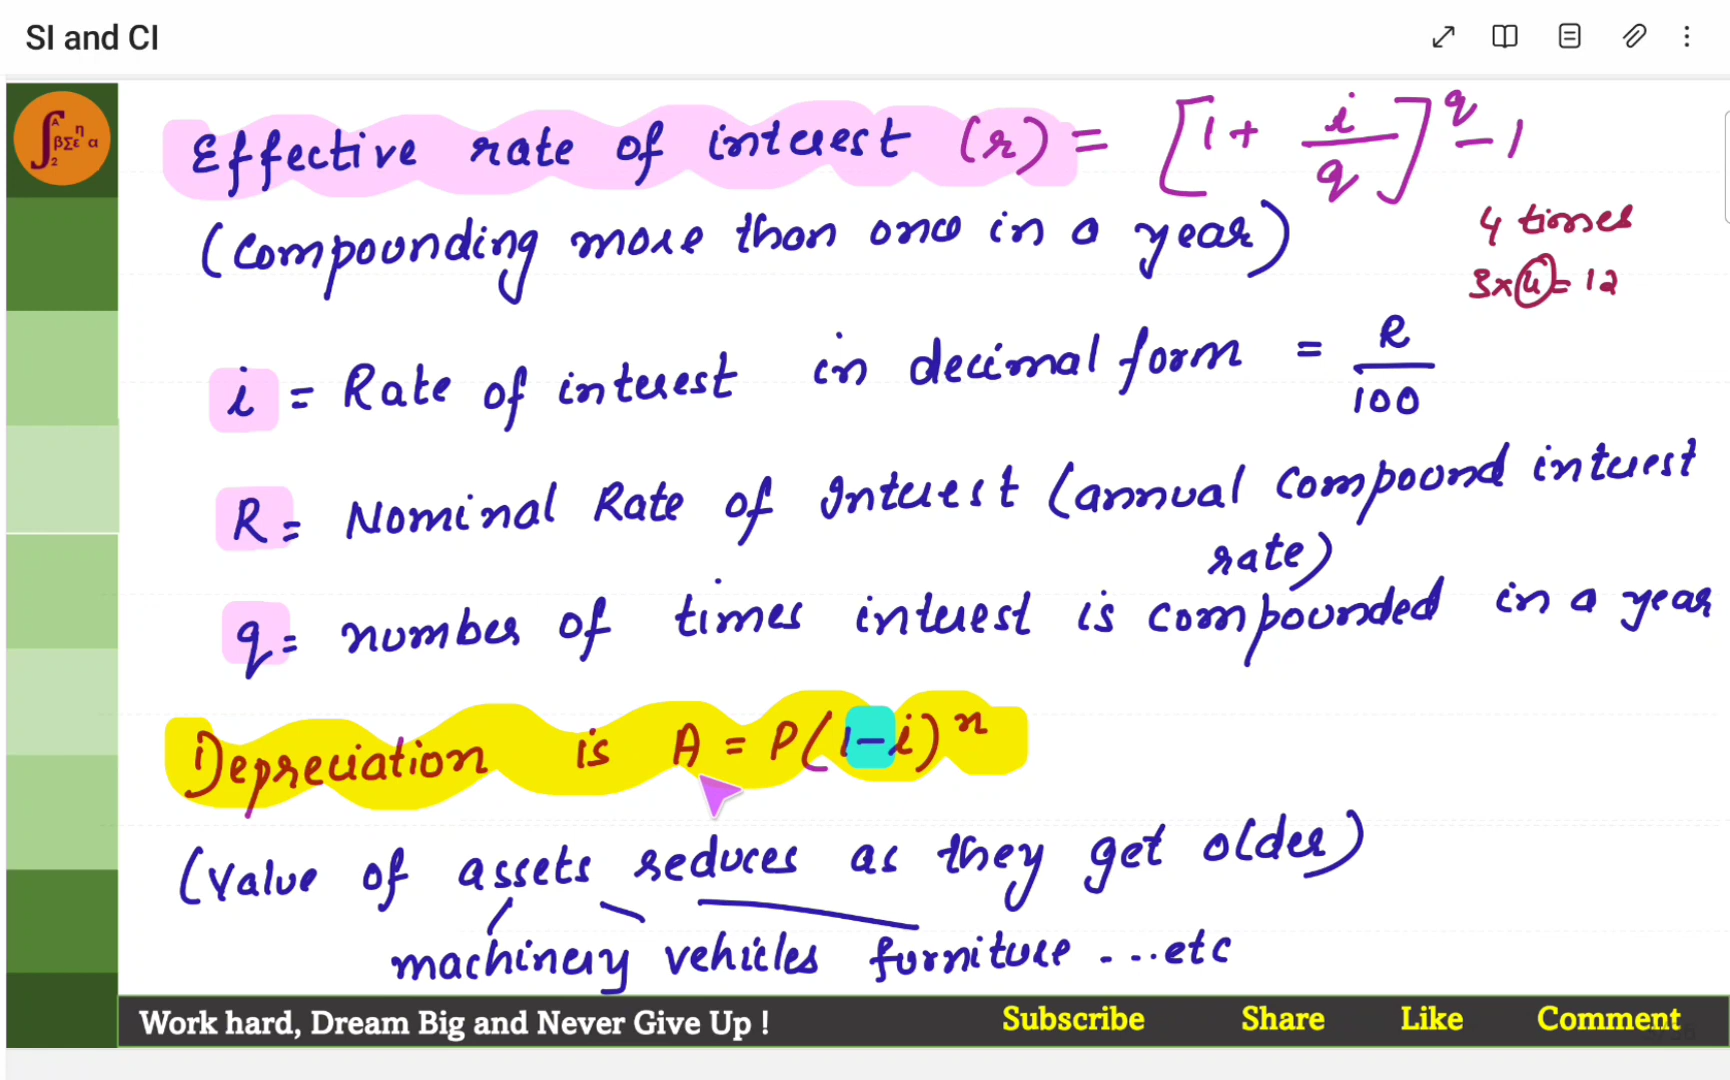 SI and CI
Effective rate of interest (r) = [1 + i/q]^q - 1
(Compounding more than once in a year)
4 times
3×4 = 12
i = Rate of interest in decimal form = R/100
R = Nominal Rate of Interest (annual compound interest
rate)
q = number of times interest is compounded in a year
Depreciation is A = P(1-i)^n
(Value of assets reduces as they get older)
machinery vehicles furniture ...etc
Work hard, Dream Big and Never Give Up !
Subscribe Share Like Comment